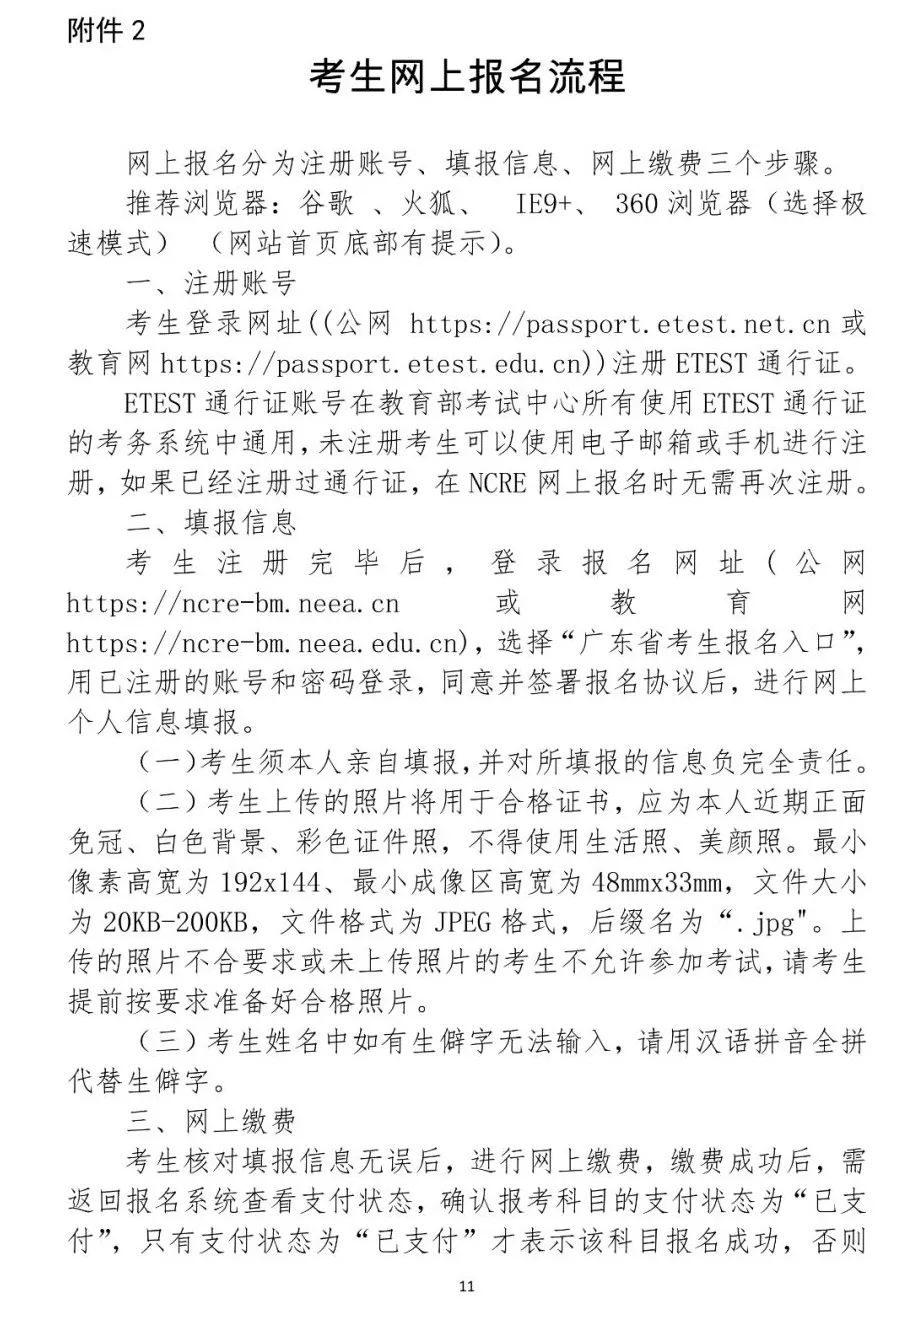 附件 2
考生网上报名流程
网上报名分为注册账号、填报信息、网上缴费三个步骤。
推荐浏览器：谷歌 、火狐、 IE9+、 360 浏览器（选择极
速模式） （网站首页底部有提示）。
一、注册账号
考生登录网址((公网 https://passport.etest.net.cn 或
教育网 https://passport.etest.edu.cn))注册 ETEST 通行证。
ETEST 通行证账号在教育部考试中心所有使用 ETEST 通行证
的考务系统中通用，未注册考生可以使用电子邮箱或手机进行注
册，如果已经注册过通行证，在 NCRE 网上报名时无需再次注册。
二、填报信息
考生注册完毕后，登录报名网址(公网
https://ncre-bm.neea.cn 或教育网
https://ncre-bm.neea.edu.cn)，选择“广东省考生报名入口”，
用已注册的账号和密码登录，同意并签署报名协议后，进行网上
个人信息填报。
（一)考生须本人亲自填报，并对所填报的信息负完全责任。
（二）考生上传的照片将用于合格证书，应为本人近期正面
免冠、白色背景、彩色证件照，不得使用生活照、美颜照。最小
像素高宽为 192x144、最小成像区高宽为 48mmx33mm，文件大小
为 20KB-200KB，文件格式为 JPEG 格式，后缀名为“.jpg"。上
传的照片不合要求或未上传照片的考生不允许参加考试，请考生
提前按要求准备好合格照片。
（三）考生姓名中如有生僻字无法输入，请用汉语拼音全拼
代替生僻字。
三、网上缴费
考生核对填报信息无误后，进行网上缴费，缴费成功后，需
返回报名系统查看支付状态，确认报考科目的支付状态为“已支
付”，只有支付状态为“已支付”才表示该科目报名成功，否则
11